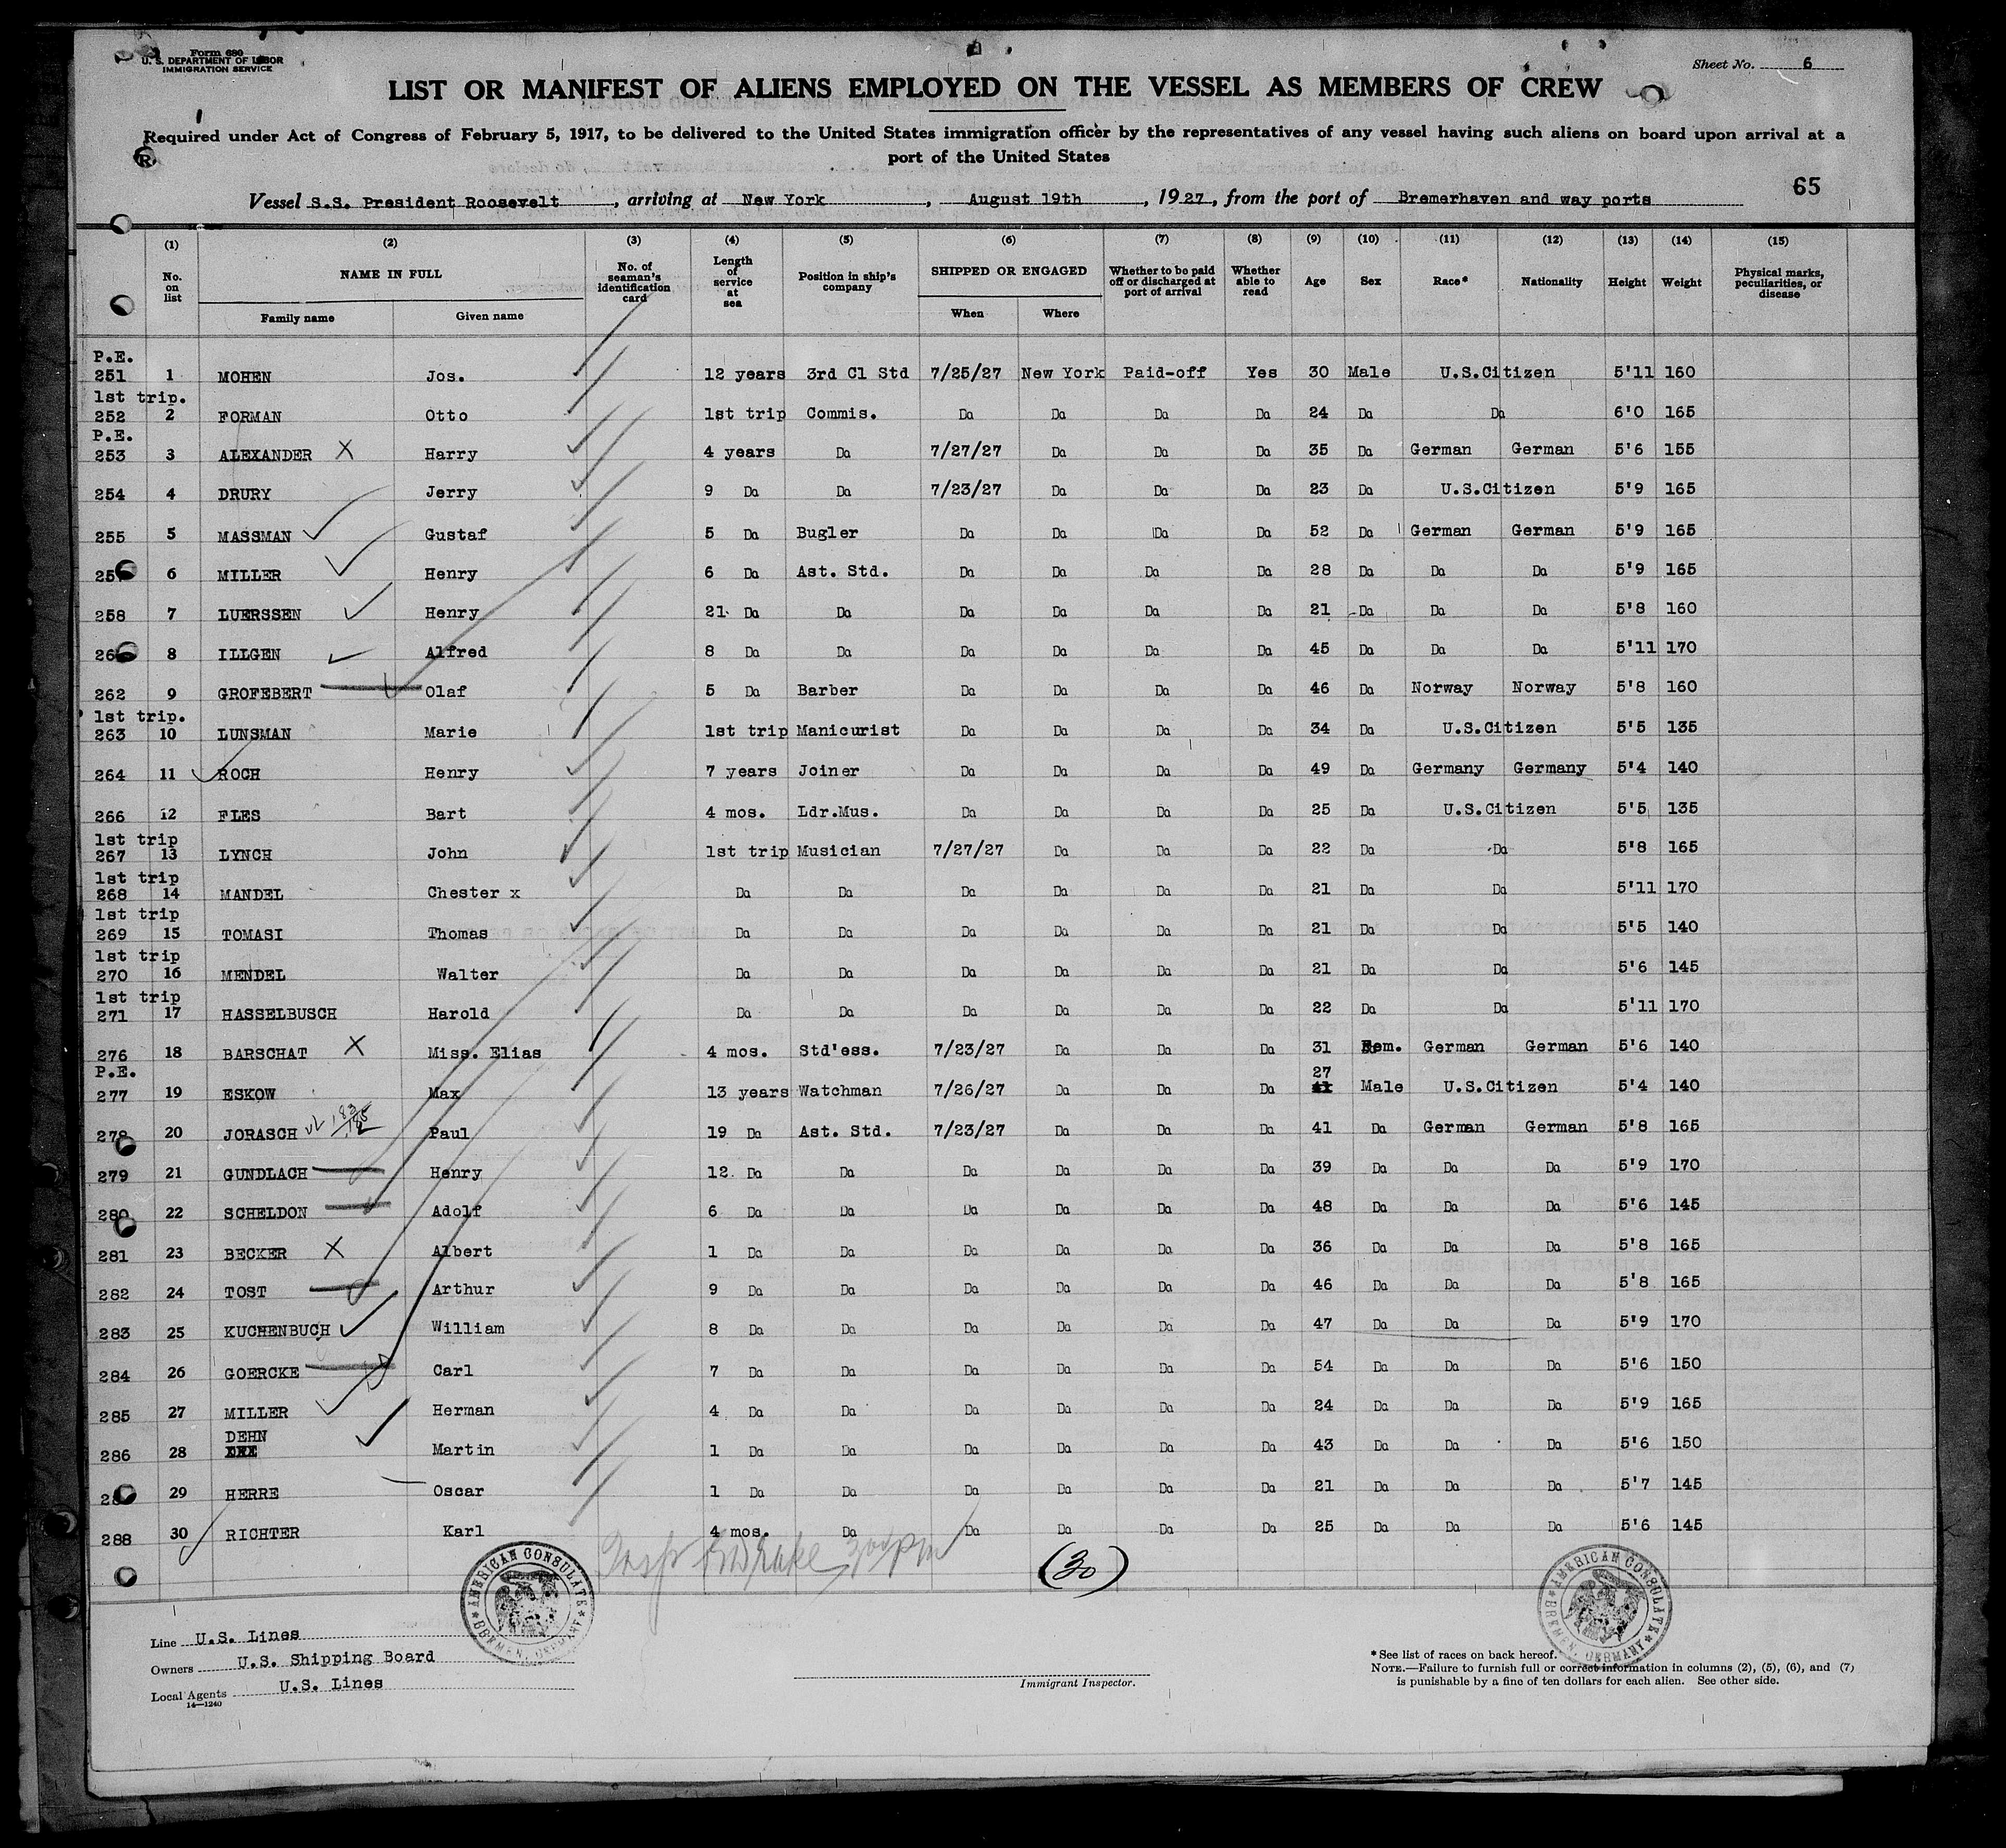 Form 680
U. S. DEPARTMENT OF LABOR
IMMIGRATION SERVICE
Sheet No. 6
LIST OR MANIFEST OF ALIENS EMPLOYED ON THE VESSEL AS MEMBERS OF CREW
Required under Act of Congress of February 5, 1917, to be delivered to the United States immigration officer by the representatives of any vessel having such aliens on board upon arrival at a
port of the United States
R
65
Vessel S.S. President Roosevelt, arriving at New York, August 19th, 1927, from the port of Bremerhaven and way ports
(1) (2) (3) (4) (5) (6) (7) (8) (9) (10) (11) (12) (13) (14) (15)
No. on list NAME IN FULL Family name Given name No. of seaman's identification card Length of service at sea Position in ship's company SHIPPED OR ENGAGED When Where Whether to be paid off or discharged at port of arrival Whether able to read Age Sex Race* Nationality Height Weight Physical marks, peculiarities, or disease
P.E.
251 1 MOHEN Jos. 12 years 3rd Cl Std 7/25/27 New York Paid-off Yes 30 Male U.S.Citizen 5'11 160
1st trip.
252 2 FORMAN Otto 1st trip Commis. Do Do Do Do 24 Do Do 6'0 165
P.E.
253 3 ALEXANDER X Harry 4 years Do 7/27/27 Do Do Do 35 Do German German 5'6 155
254 4 DRURY Jerry 9 Do Do 7/23/27 Do Do Do 23 Do U.S.Citizen 5'9 165
255 5 MASSMAN Gustaf 5 Do Bugler Do Do Do Do 52 Do German German 5'9 165
257 6 MILLER Henry 6 Do Ast. Std. Do Do Do Do 28 Do Do Do 5'9 165
258 7 LUERSSEN Henry 21 Do Do Do Do Do Do 21 Do Do Do 5'8 160
8 ILLGEN Alfred 8 Do Do Do Do Do Do 45 Do Do Do 5'11 170
262 9 GROFEBERT Olaf 5 Do Barber Do Do Do Do 46 Do Norway Norway 5'8 160
1st trip.
263 10 LUNSMAN Marie 1st trip Manicurist Do Do Do Do 34 Do U.S.Citizen 5'5 135
264 11 ROCH Henry 7 years Joiner Do Do Do Do 49 Do Germany Germany 5'4 140
266 12 FLES Bart 4 mos. Ldr.Mus. Do Do Do Do 25 Do U.S.Citizen 5'5 135
1st trip
267 13 LYNCH John 1st trip Musician 7/27/27 Do Do Do 22 Do Do 5'8 165
1st trip
268 14 MANDEL Chester x Do Do Do Do Do Do 21 Do Do 5'11 170
1st trip
269 15 TOMASI Thomas Do Do Do Do Do Do 21 Do Do 5'5 140
1st trip
270 16 MENDEL Walter Do Do Do Do Do Do 21 Do Do 5'6 145
1st trip
271 17 HASSELBUSCH Harold Do Do Do Do Do Do 22 Do Do 5'11 170
276 18 BARSCHAT X Miss. Elias 4 mos. Std'ess. 7/23/27 Do Do Do 31 Fem. German German 5'6 140
P.E. 27
277 19 ESKOW Max 13 years Watchman 7/26/27 Do Do Do 41 Male U.S.Citizen 5'4 140
278 20 JORASCH Paul 19 Do Ast. Std. 7/23/27 Do Do Do 41 Do German German 5'8 165
279 21 GUNDLACH Henry 12 Do Do Do Do Do Do 39 Do Do Do 5'9 170
280 22 SCHELDON Adolf 6 Do Do Do Do Do Do 48 Do Do Do 5'6 145
281 23 BECKER X Albert 1 Do Do Do Do Do Do 36 Do Do Do 5'8 165
282 24 TOST Arthur 9 Do Do Do Do Do Do 46 Do Do Do 5'8 165
283 25 KUCHENBUCH William 8 Do Do Do Do Do Do 47 Do Do Do 5'9 170
284 26 GOERCKE Carl 7 Do Do Do Do Do Do 54 Do Do Do 5'6 150
285 27 MILLER Herman 4 Do Do Do Do Do Do 24 Do Do Do 5'9 165
DEHN
286 28 Martin 1 Do Do Do Do Do Do 43 Do Do Do 5'6 150
29 HERRE Oscar 1 Do Do Do Do Do Do 21 Do Do Do 5'7 145
288 30 RICHTER Karl 4 mos. Do Do Do Do Do 25 Do Do Do 5'6 145
(30)
AMERICAN CONSULATE
BREMEN, GERMANY
AMERICAN CONSULATE
BREMEN, GERMANY
Line U.S. Lines
Owners U.S. Shipping Board
Local Agents U.S. Lines
14—1240
Immigrant Inspector.
* See list of races on back hereof.
NOTE.—Failure to furnish full or correct information in columns (2), (5), (6), and (7)
is punishable by a fine of ten dollars for each alien. See other side.